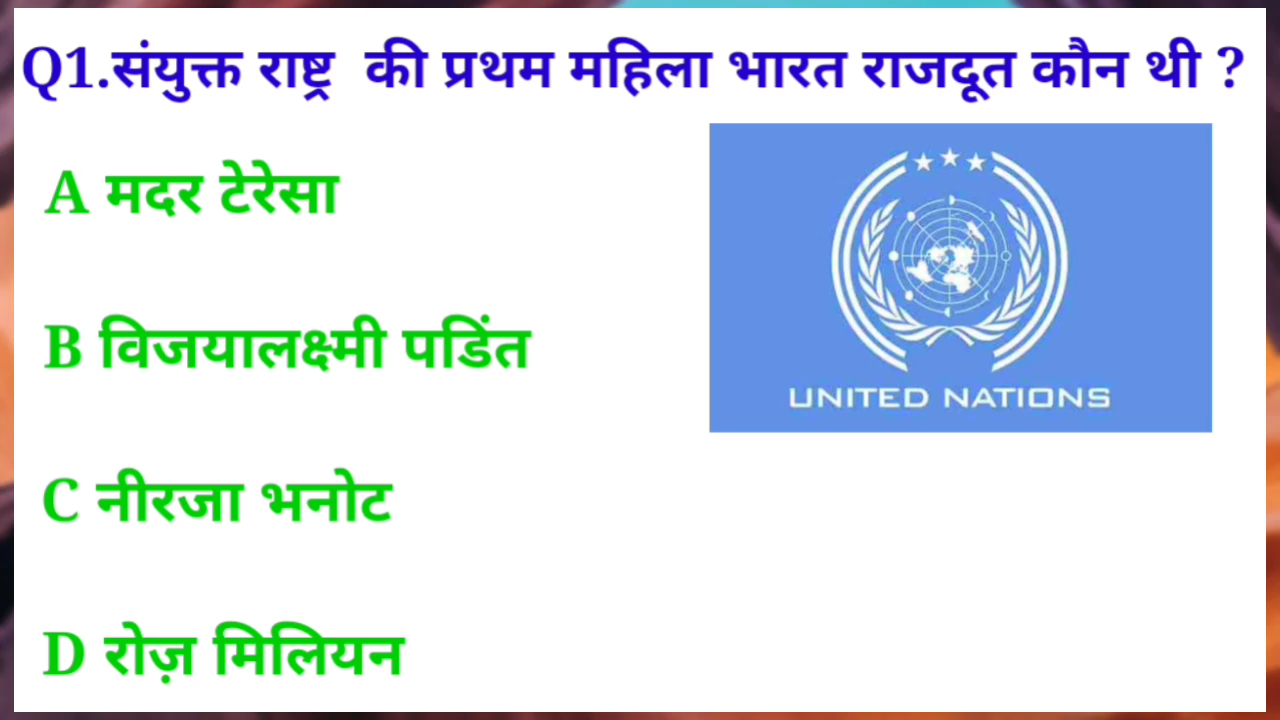 Q1.संयुक्त राष्ट्र की प्रथम महिला भारत राजदूत कौन थी ?
A मदर टेरेसा
B विजयालक्ष्मी पडिंत
C नीरजा भनोट
D रोज़ मिलियन
UNITED NATIONS